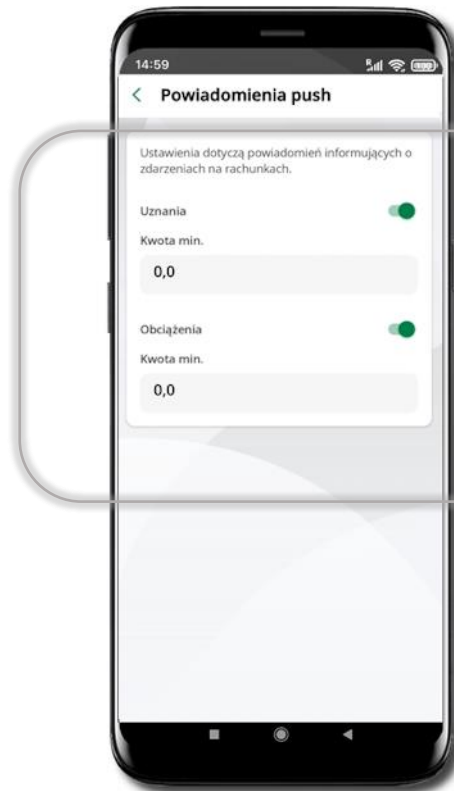 14:59
Powiadomienia push
Ustawienia dotyczą powiadomień informujących o
zdarzeniach na rachunkach.
Uznania
Kwota min.
0,0
Obciążenia
Kwota min.
0,0